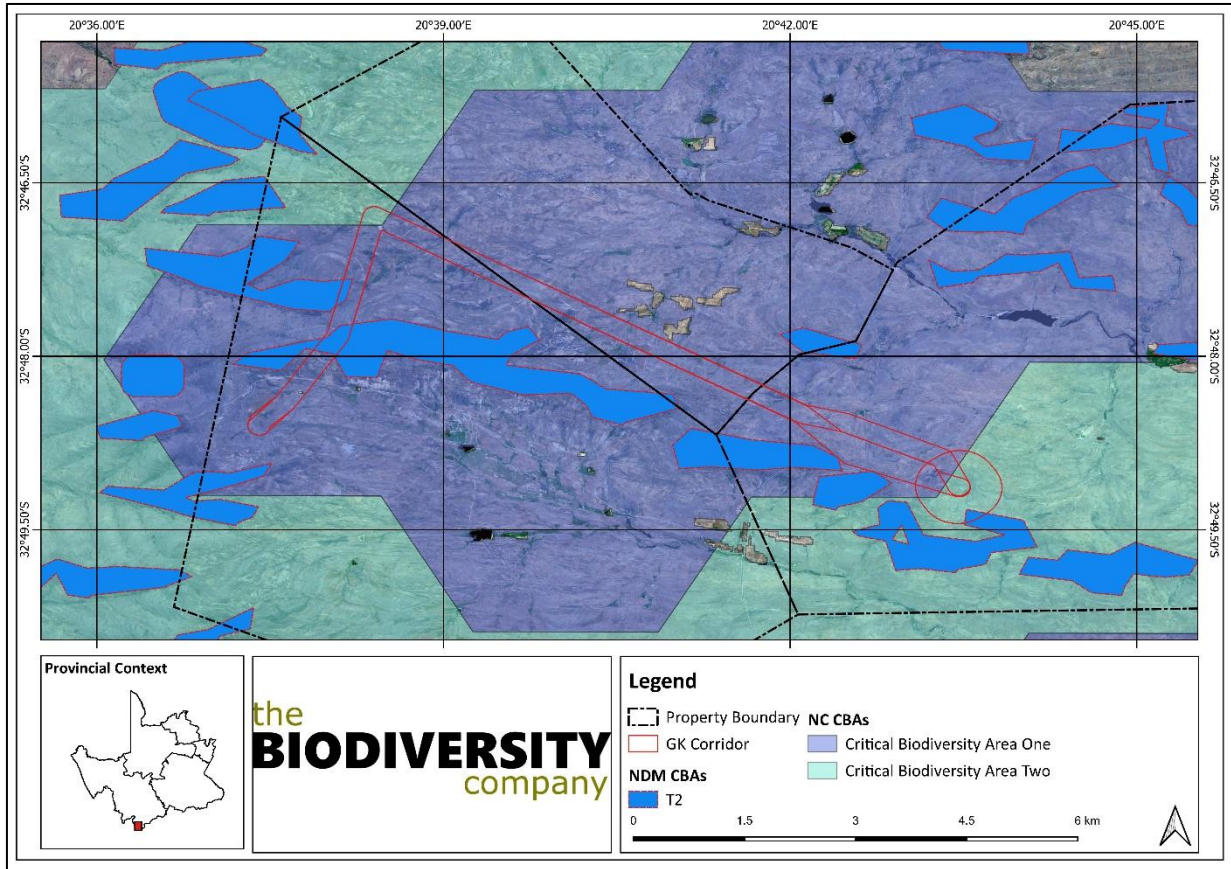 20°36.00'E 20°39.00'E 20°42.00'E 20°45.00'E
32°46.50'S 32°46.50'S
32°48.00'S 32°48.00'S
32°49.50'S 32°49.50'S
Provincial Context
the
BIODIVERSITY
company
Legend
Property Boundary
GK Corridor
NDM CBAs
T2
NC CBAs
Critical Biodiversity Area One
Critical Biodiversity Area Two
0 1.5 3 4.5 6 km